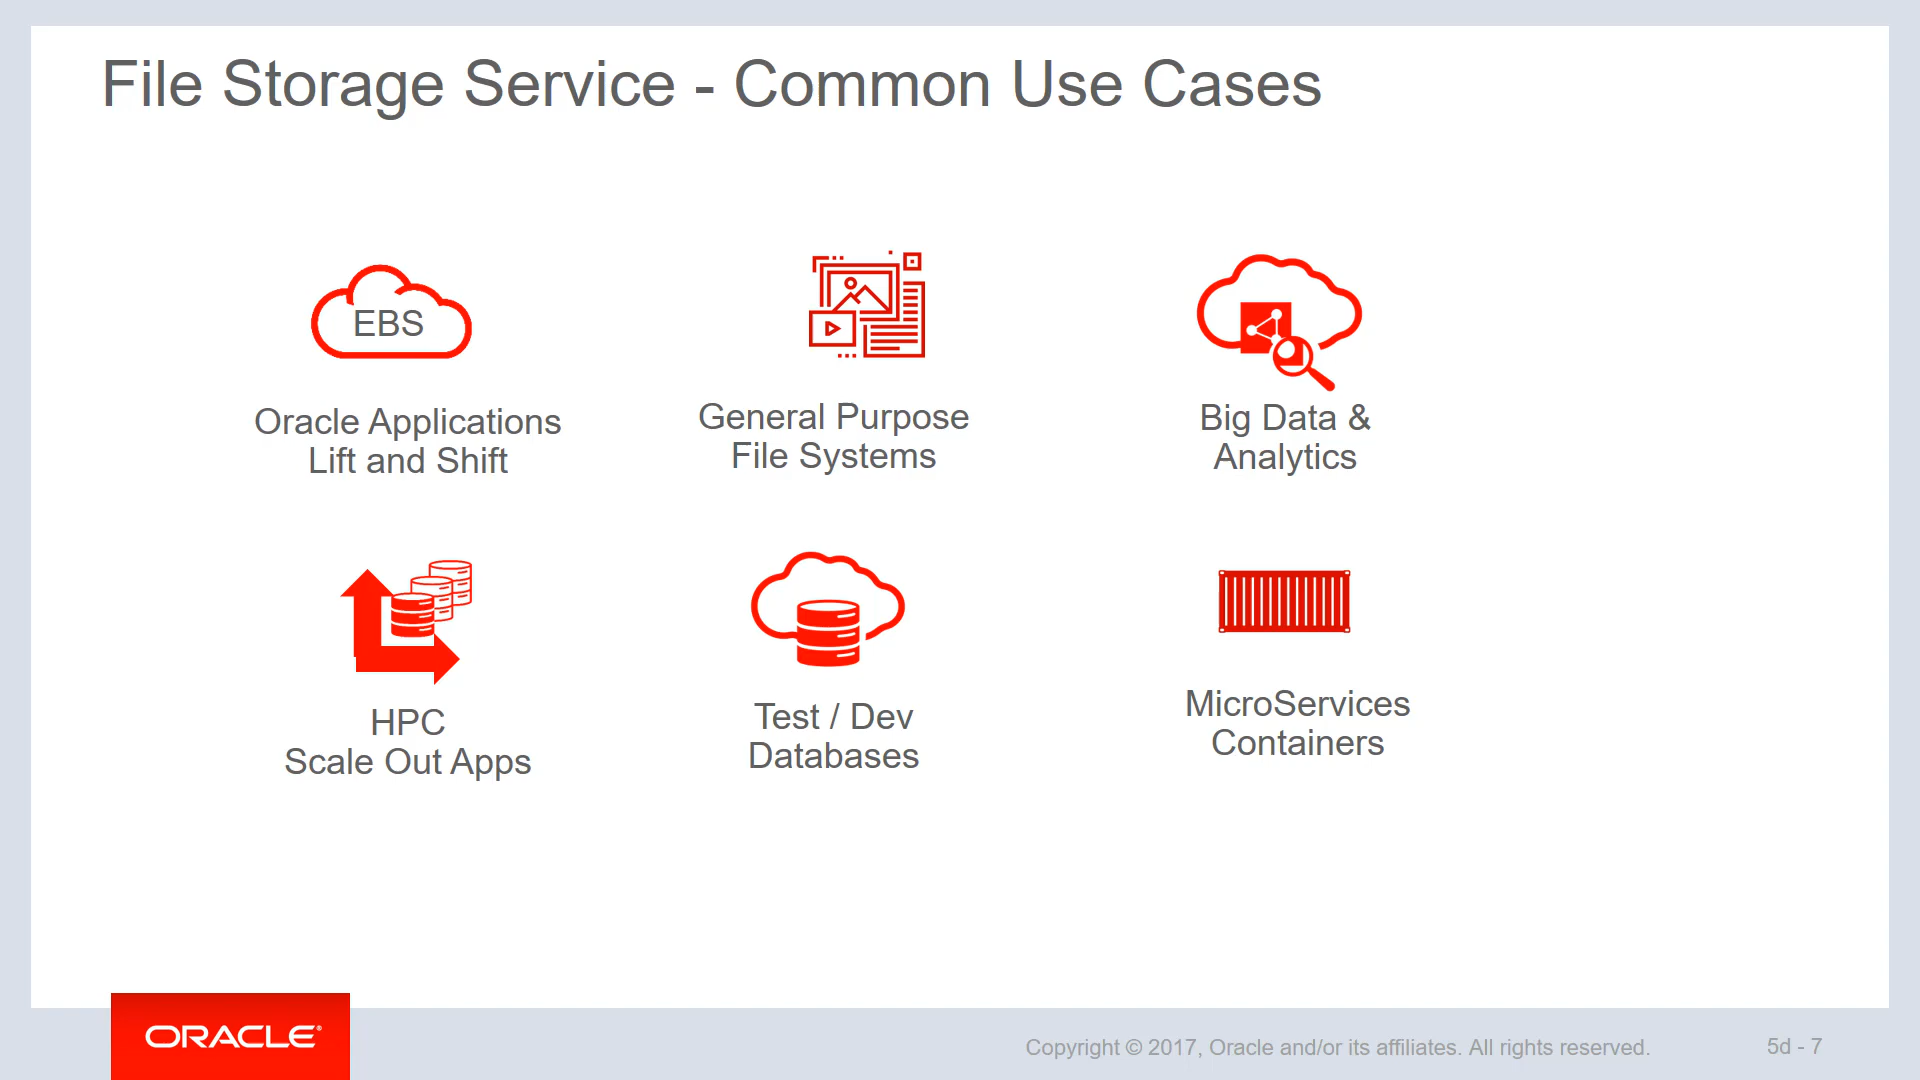 File Storage Service - Common Use Cases
EBS
Oracle Applications
Lift and Shift
General Purpose
File Systems
Big Data &
Analytics
HPC
Scale Out Apps
Test / Dev
Databases
MicroServices
Containers
ORACLE®
Copyright © 2017, Oracle and/or its affiliates. All rights reserved.
5d - 7